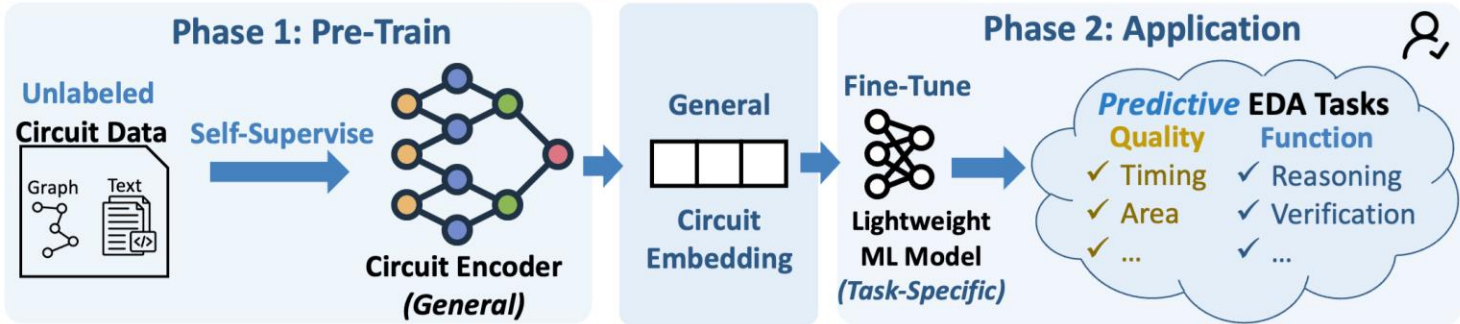 Phase 1: Pre-Train
Unlabeled
Circuit Data
Graph
Text
</>
Self-Supervise
Circuit Encoder
(General)
General
Circuit
Embedding
Phase 2: Application
Fine-Tune
Lightweight
ML Model
(Task-Specific)
Predictive EDA Tasks
Quality
✓ Timing
✓ Area
✓ ...
Function
✓ Reasoning
✓ Verification
✓ ...